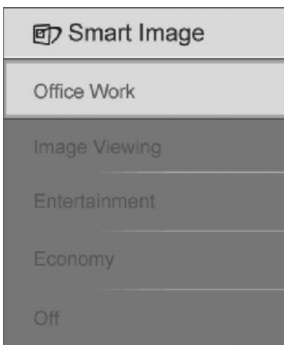 Smart Image
Office Work
Image Viewing
Entertainment
Economy
Off